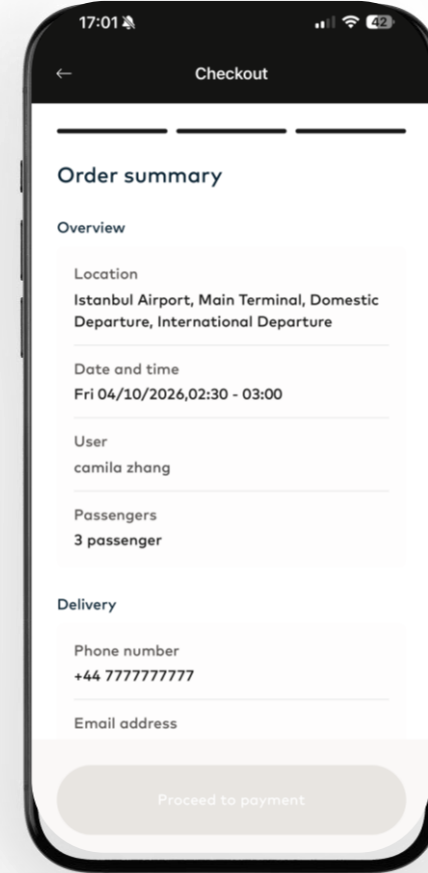 17:01
42
Checkout
Order summary
Overview
Location
Istanbul Airport, Main Terminal, Domestic
Departure, International Departure
Date and time
Fri 04/10/2026,02:30 - 03:00
User
camila zhang
Passengers
3 passenger
Delivery
Phone number
+44 7777777777
Email address
Proceed to payment